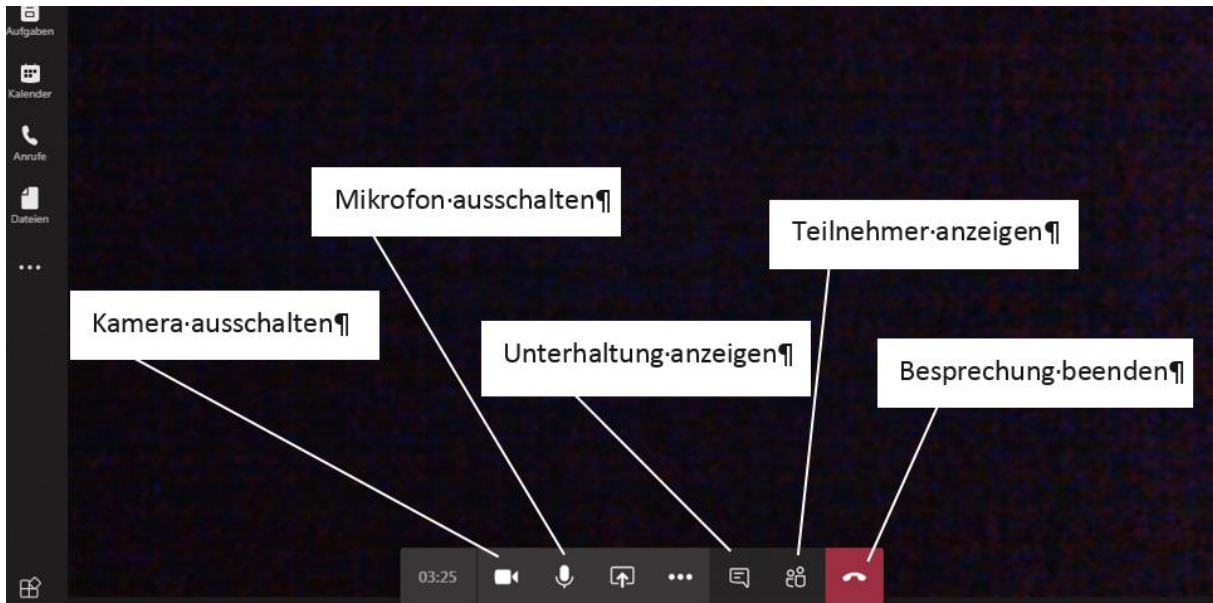 Aufgaben
Kalender
Anrufe
Dateien
Mikrofon·ausschalten¶
Teilnehmer·anzeigen¶
Kamera·ausschalten¶
Unterhaltung·anzeigen¶
Besprechung·beenden¶
03:25